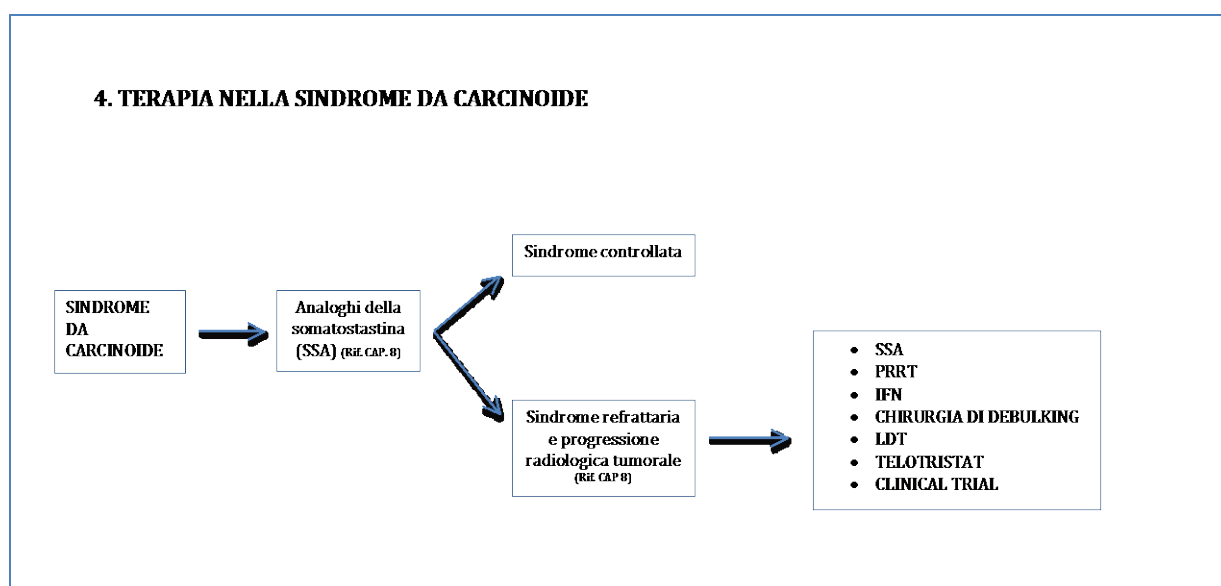 4. TERAPIA NELLA SINDROME DA CARCINOIDE
SINDROME
DA
CARCINOIDE
Analoghi della
somatostastina
(SSA) (Rif. CAP. 8)
Sindrome controllata
Sindrome refrattaria
e progressione
radiologica tumorale
(Rif. CAP 8)
• SSA
• PRRT
• IFN
• CHIRURGIA DI DEBULKING
• LDT
• TELOTRISTAT
• CLINICAL TRIAL